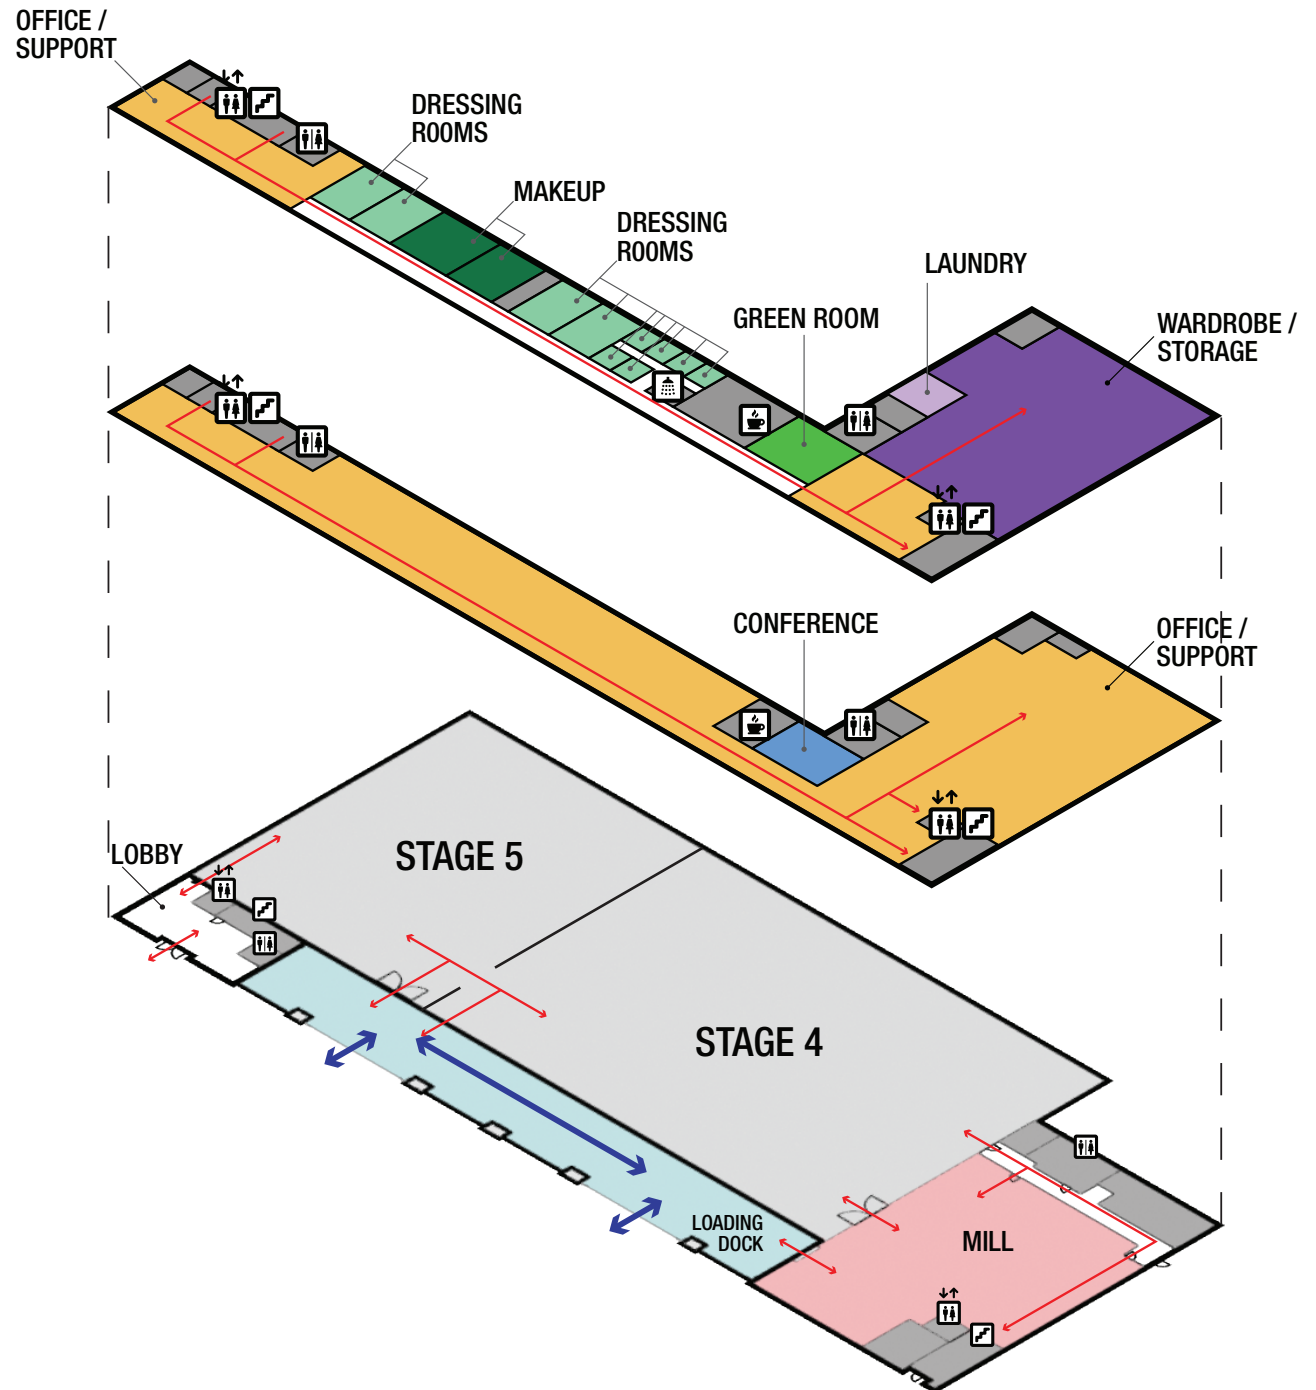 OFFICE /
SUPPORT
DRESSING
ROOMS
MAKEUP
DRESSING
ROOMS
LAUNDRY
GREEN ROOM
WARDROBE /
STORAGE
CONFERENCE
OFFICE /
SUPPORT
LOBBY
STAGE 5
STAGE 4
LOADING
DOCK
MILL